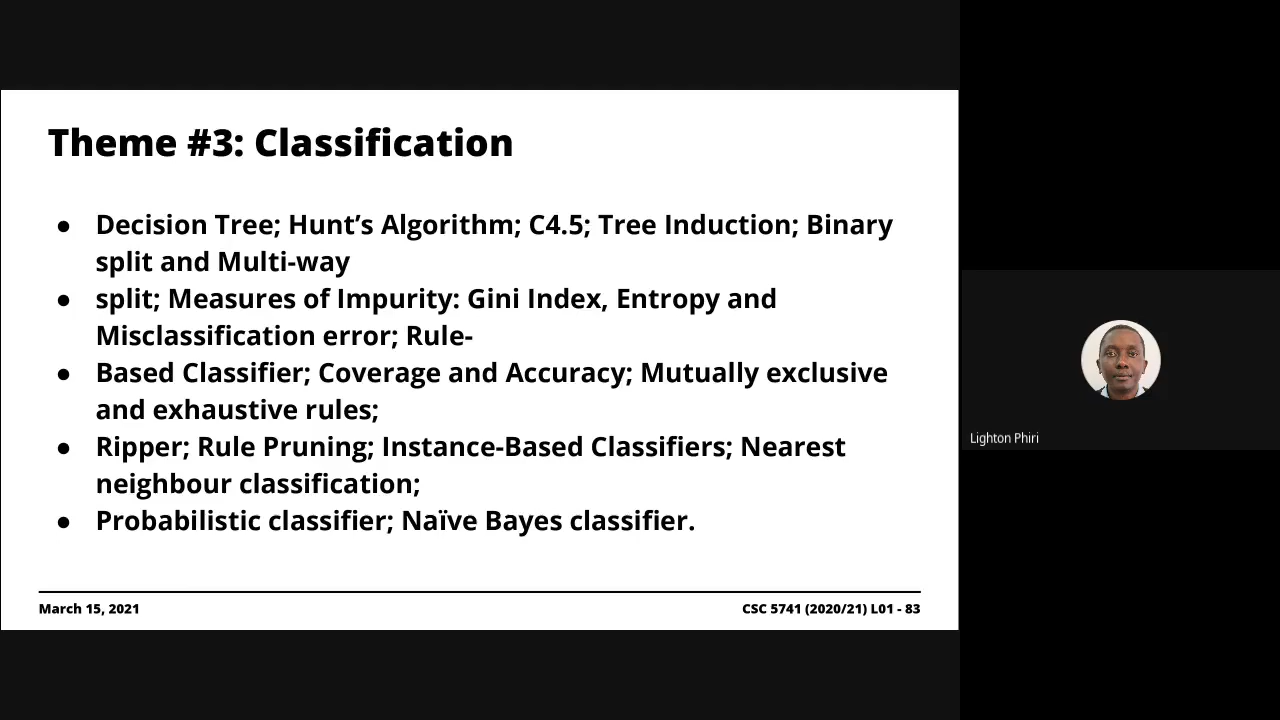 Theme #3: Classification
● Decision Tree; Hunt’s Algorithm; C4.5; Tree Induction; Binary
split and Multi-way
● split; Measures of Impurity: Gini Index, Entropy and
Misclassification error; Rule-
● Based Classifier; Coverage and Accuracy; Mutually exclusive
and exhaustive rules;
● Ripper; Rule Pruning; Instance-Based Classifiers; Nearest
neighbour classification;
● Probabilistic classifier; Naïve Bayes classifier.
March 15, 2021
CSC 5741 (2020/21) L01 - 83
Lighton Phiri